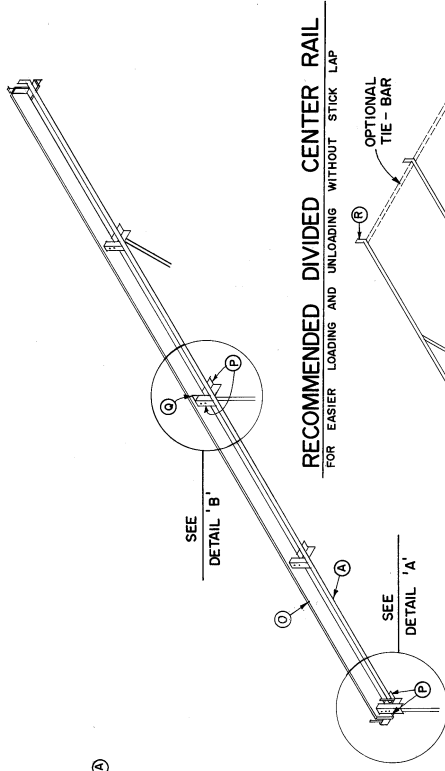 RECOMMENDED DIVIDED CENTER RAIL
FOR EASIER LOADING AND UNLOADING WITHOUT STICK LAP
OPTIONAL
TIE - BAR
R
Q
P
SEE
DETAIL 'B'
O
A
SEE
DETAIL 'A'
P
A